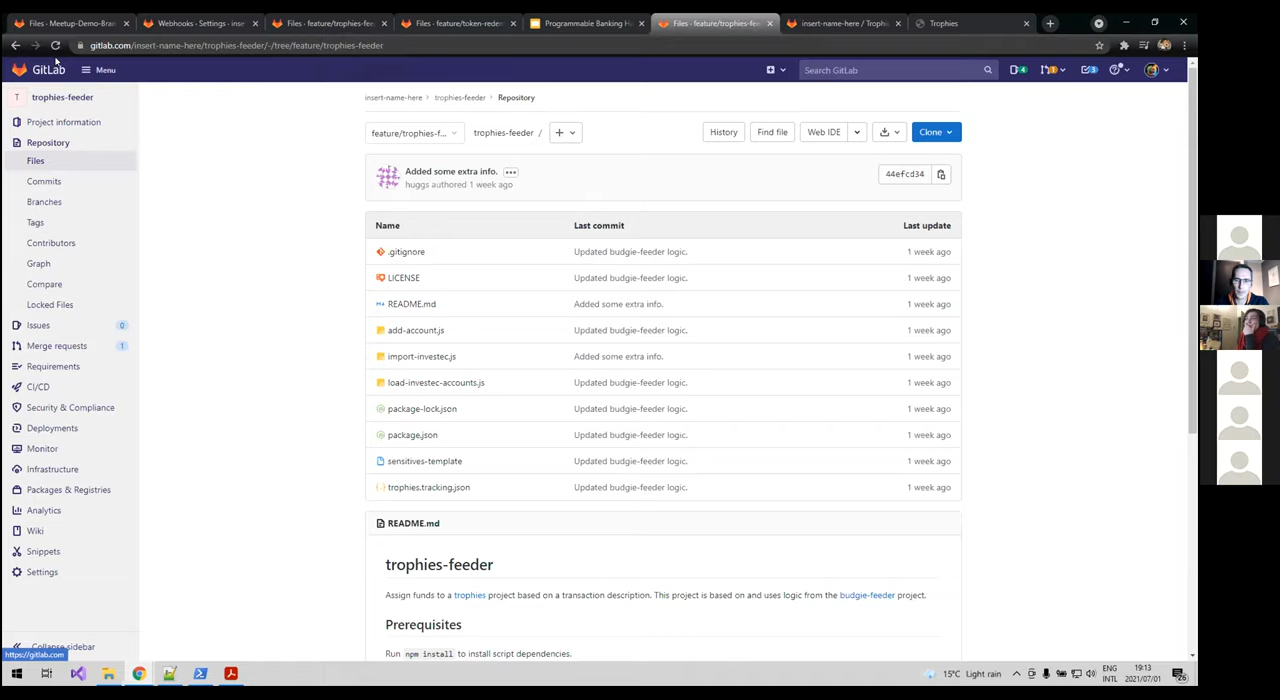 Files · Meetup-Demo-Bran
Webhooks · Settings · inse
Files · feature/trophies-f
Files · feature/token-rede
Programmable Banking H
Files · feature/trophies-f
insert-name-here / Troph
Trophies
gitlab.com/insert-name-here/trophies-feeder/-/tree/feature/trophies-feeder
GitLab
Menu
Search GitLab
4
1
3
T
trophies-feeder
Project information
Repository
Files
Commits
Branches
Tags
Contributors
Graph
Compare
Locked Files
Issues 0
Merge requests 1
Requirements
CI/CD
Security & Compliance
Deployments
Monitor
Infrastructure
Packages & Registries
Analytics
Wiki
Snippets
Settings
Collapse sidebar
https://gitlab.com
insert-name-here › trophies-feeder › Repository
feature/trophies-f...
trophies-feeder /
History
Find file
Web IDE
Clone
Added some extra info.
huggs authored 1 week ago
44efcd34
Name Last commit Last update
.gitignore Updated budgie-feeder logic. 1 week ago
LICENSE Updated budgie-feeder logic. 1 week ago
README.md Added some extra info. 1 week ago
add-account.js Updated budgie-feeder logic. 1 week ago
import-investec.js Added some extra info. 1 week ago
load-investec-accounts.js Updated budgie-feeder logic. 1 week ago
package-lock.json Updated budgie-feeder logic. 1 week ago
package.json Updated budgie-feeder logic. 1 week ago
sensitives-template Updated budgie-feeder logic. 1 week ago
trophies.tracking.json Updated budgie-feeder logic. 1 week ago
README.md
trophies-feeder
Assign funds to a trophies project based on a transaction description. This project is based on and uses logic from the budgie-feeder project.
Prerequisites
Run npm install to install script dependencies.
15°C Light rain
ENG
INTL
19:13
2021/07/01
26